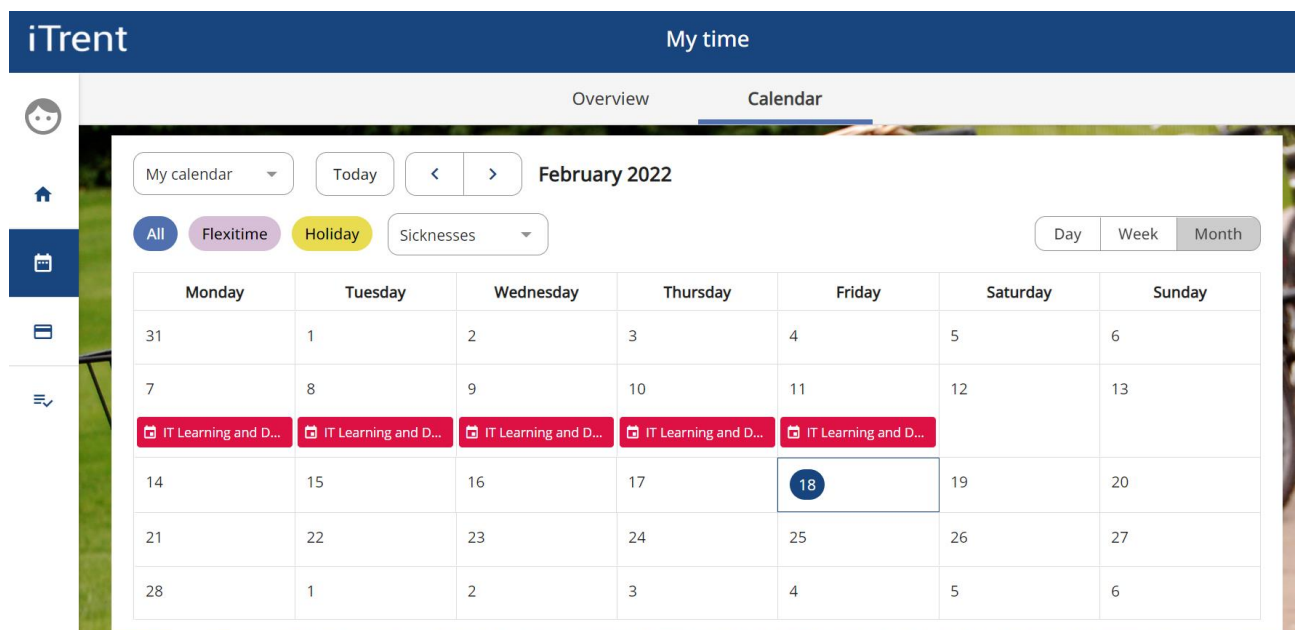 iTrent
My time
Overview Calendar
My calendar Today < > February 2022
All Flexitime Holiday Sicknesses Day Week Month
Monday Tuesday Wednesday Thursday Friday Saturday Sunday
31 1 2 3 4 5 6
7 8 9 10 11 12 13
IT Learning and D... IT Learning and D... IT Learning and D... IT Learning and D... IT Learning and D...
14 15 16 17 18 19 20
21 22 23 24 25 26 27
28 1 2 3 4 5 6